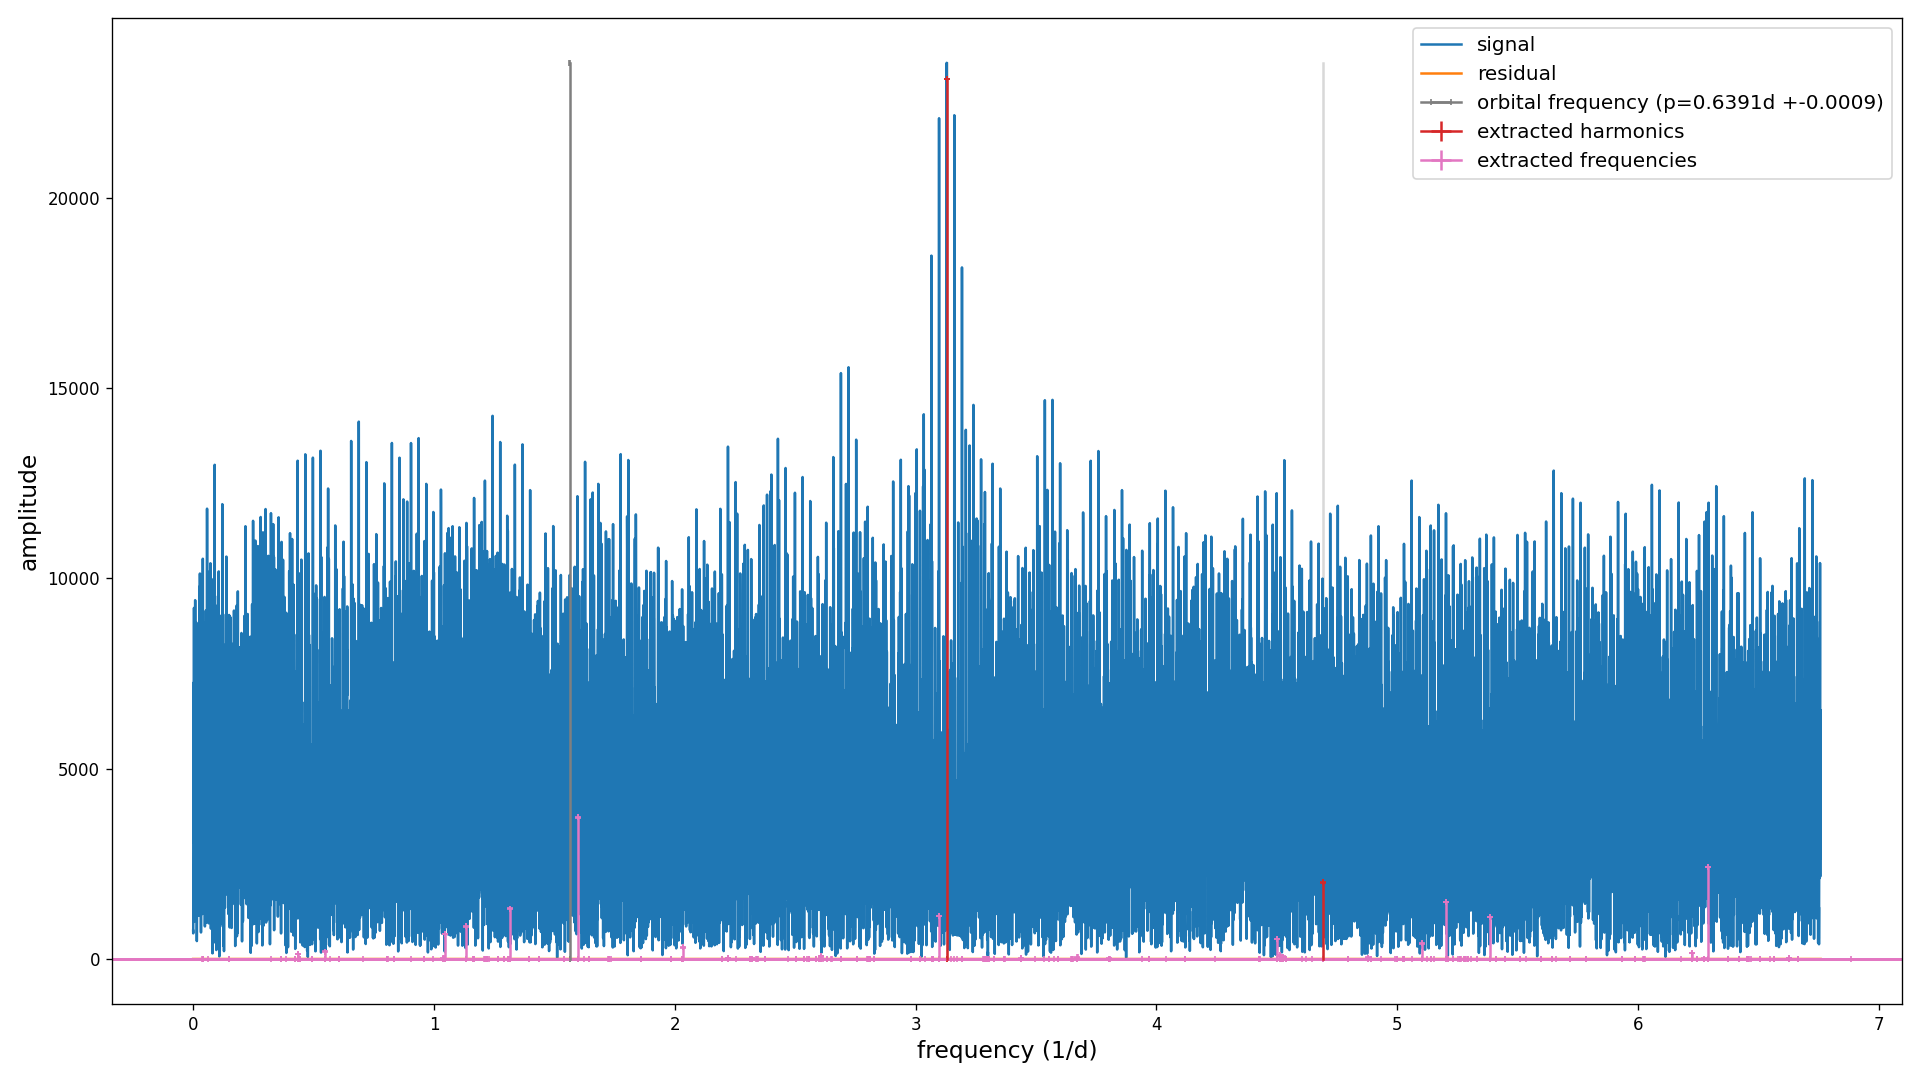 signal
residual
orbital frequency (p=0.6391d +-0.0009)
extracted harmonics
extracted frequencies
amplitude
20000
15000
10000
5000
0
0 1 2 3 4 5 6 7
frequency (1/d)